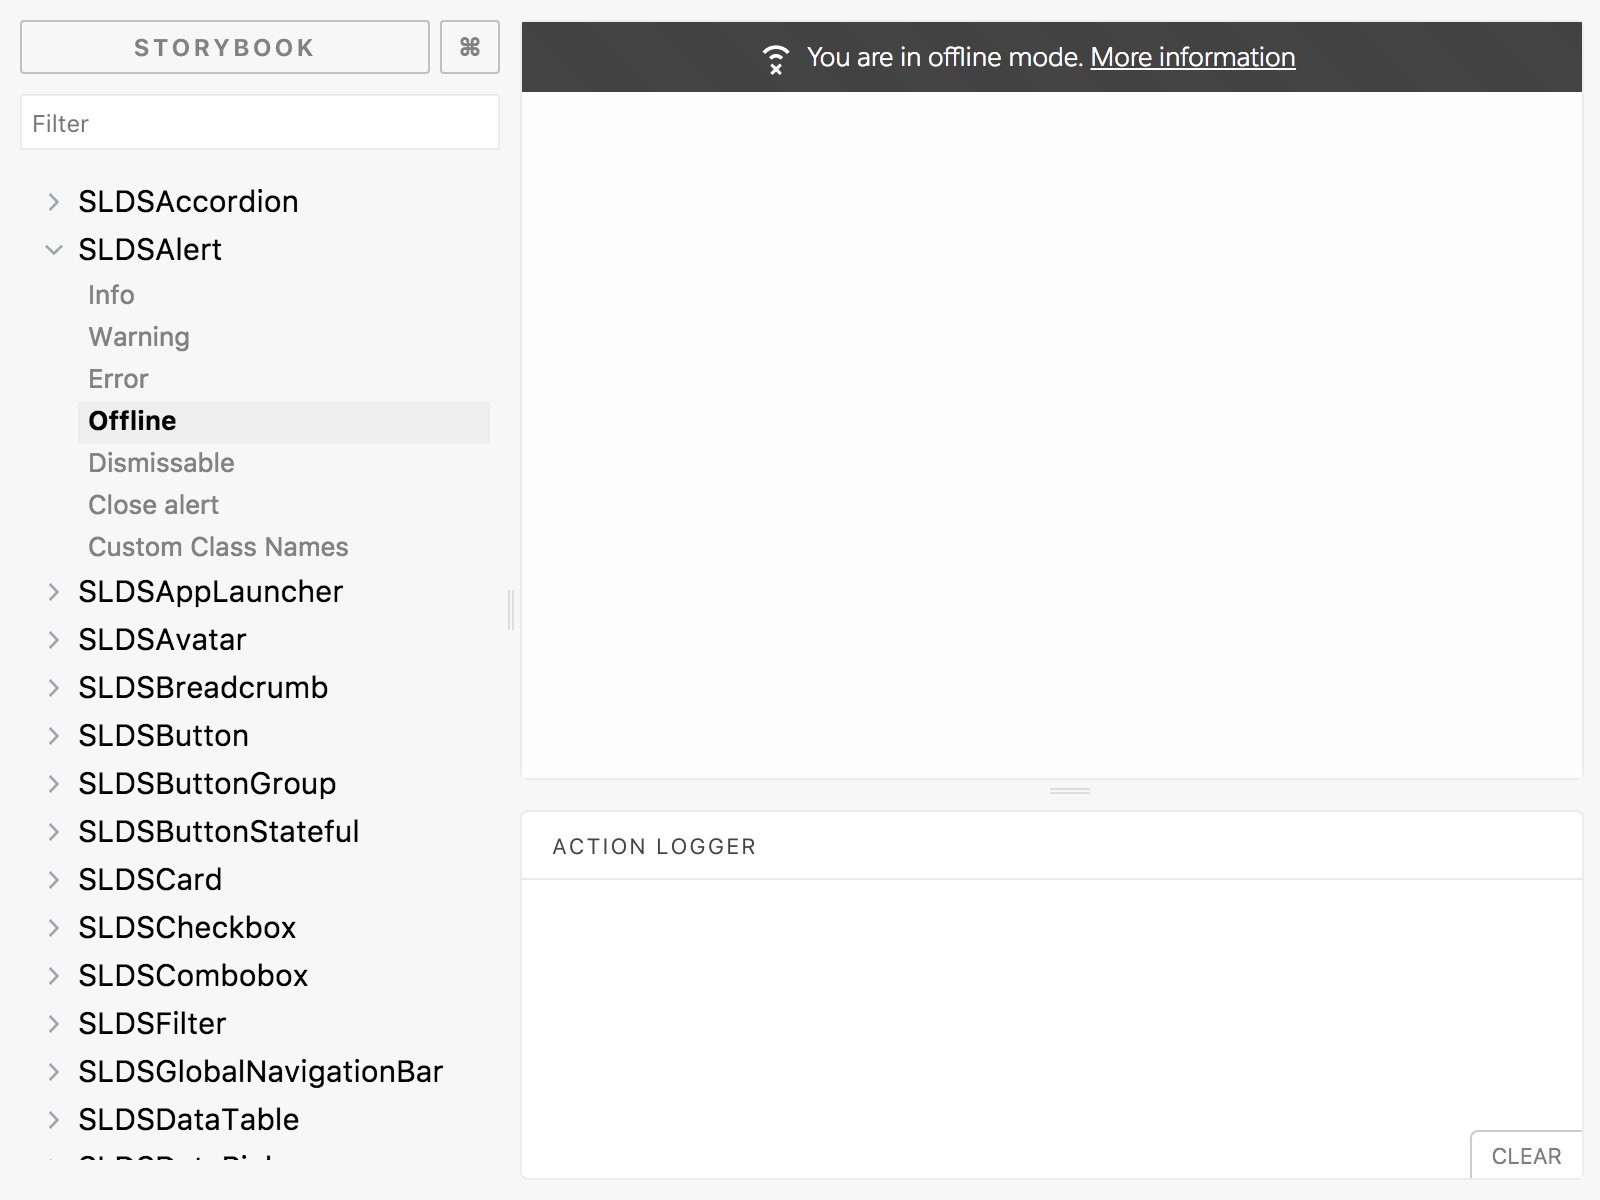 STORYBOOK
⌘
Filter
SLDSAccordion
SLDSAlert
Info
Warning
Error
Offline
Dismissable
Close alert
Custom Class Names
SLDSAppLauncher
SLDSAvatar
SLDSBreadcrumb
SLDSButton
SLDSButtonGroup
SLDSButtonStateful
SLDSCard
SLDSCheckbox
SLDSCombobox
SLDSFilter
SLDSGlobalNavigationBar
SLDSDataTable
You are in offline mode. More information
ACTION LOGGER
CLEAR